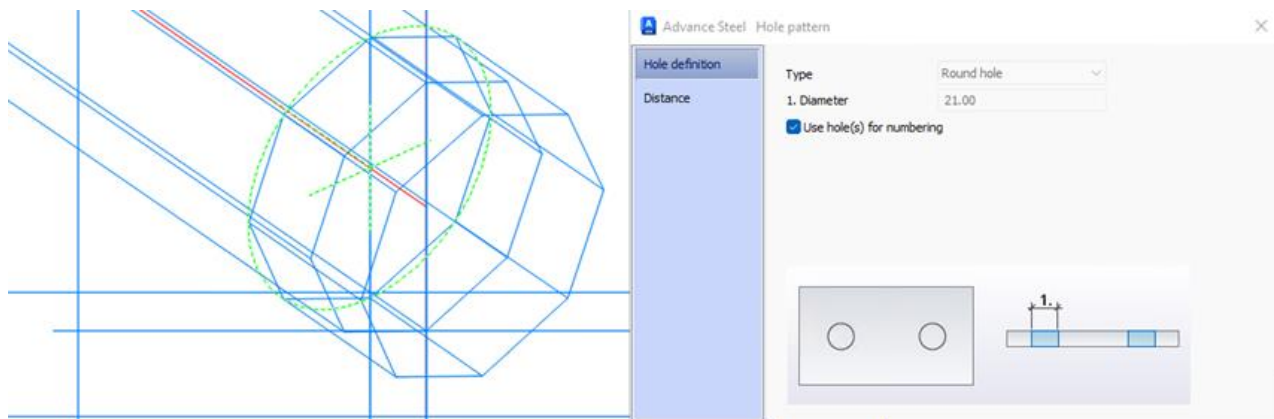 Advance Steel Hole pattern
Hole definition
Distance
Type Round hole
1. Diameter 21.00
Use hole(s) for numbering
1.